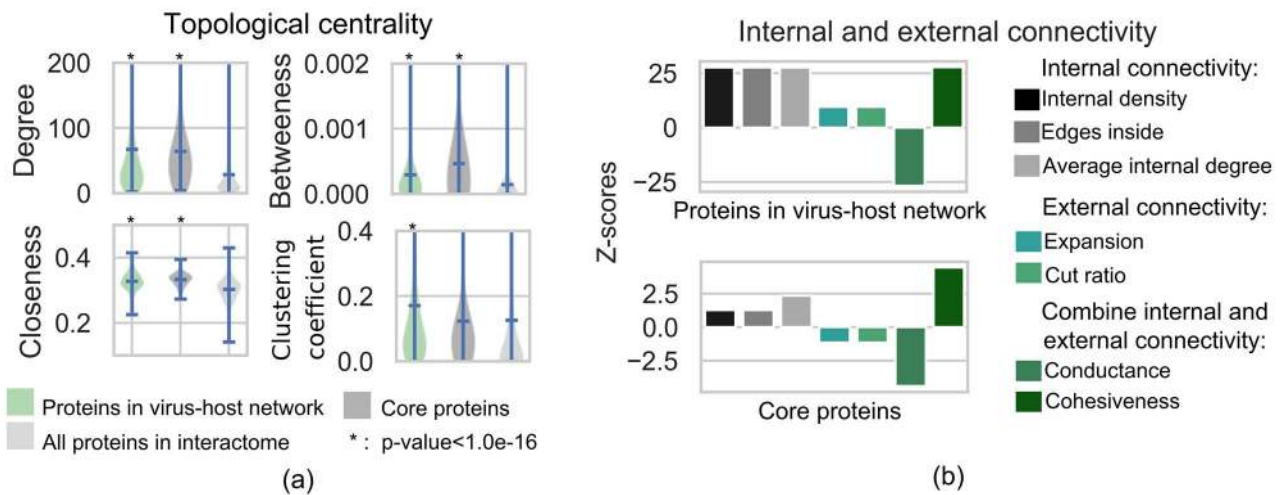 (a)
Topological centrality
Degree
200
100
0
* *
Betweeness
0.002
0.001
0.000
* *
Closeness
0.4
0.2
* *
Clustering
coefficient
0.4
0.2
0.0
*
Proteins in virus-host network
Core proteins
All proteins in interactome
* : p-value<1.0e-16
(a)
Internal and external connectivity
Z-scores
25
0
−25
Proteins in virus-host network
2.5
0.0
−2.5
Core proteins
Internal connectivity:
Internal density
Edges inside
Average internal degree
External connectivity:
Expansion
Cut ratio
Combine internal and
external connectivity:
Conductance
Cohesiveness
(b)